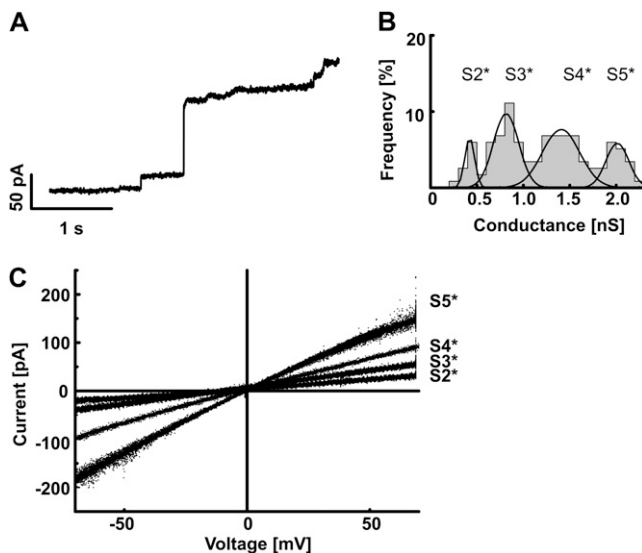 A
50 pA
1 s
B
20
10
0
Frequency [%]
S2* S3* S4* S5*
0.5 1.0 1.5 2.0
Conductance [nS]
C
200
100
0
-100
-200
Current [pA]
S5*
S4*
S3*
S2*
-50 0 50
Voltage [mV]